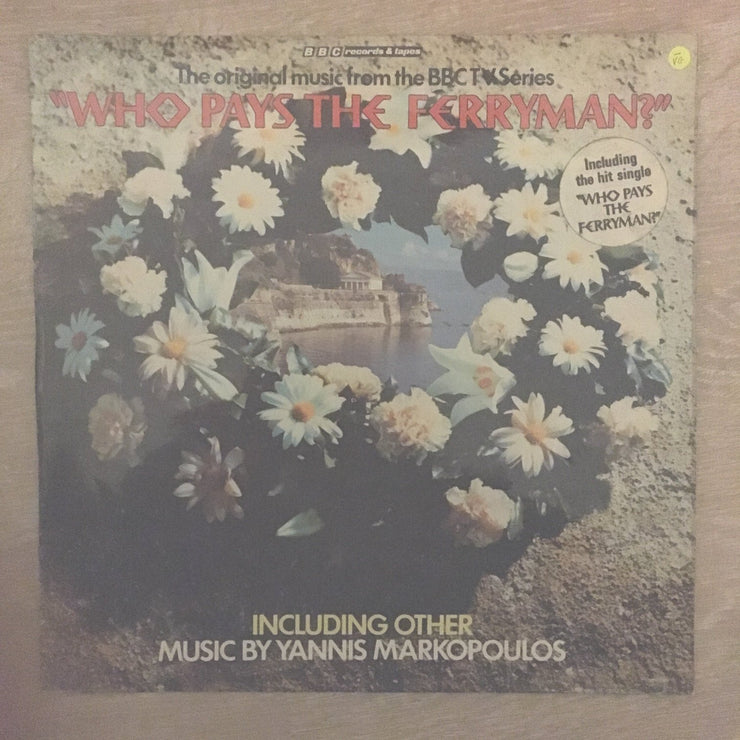 BBC records & tapes
The original music from the BBC TV Series
"WHO PAYS THE FERRYMAN?"
Including
the hit single
"WHO PAYS
THE
FERRYMAN?"
INCLUDING OTHER
MUSIC BY YANNIS MARKOPOULOS